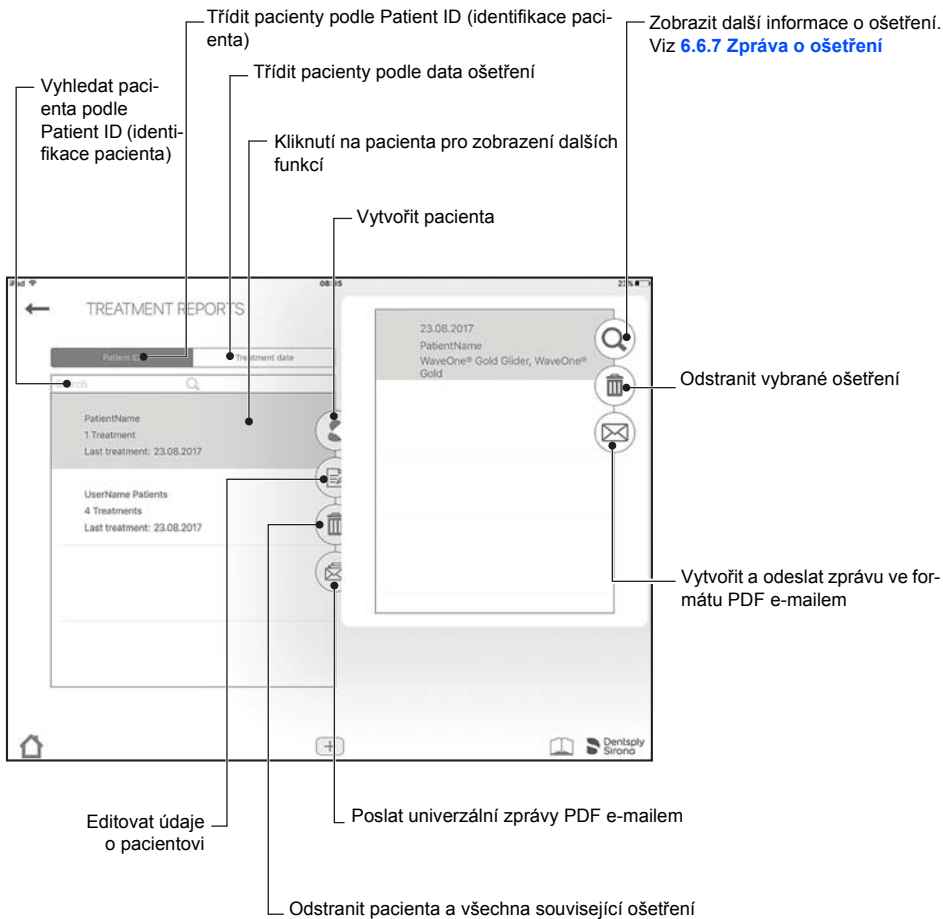 Třídit pacienty podle Patient ID (identifikace paci-
enta)
Zobrazit další informace o ošetření.
Viz 6.6.7 Zpráva o ošetření
Třídit pacienty podle data ošetření
Vyhledat paci-
enta podle
Patient ID (identi-
fikace pacienta)
Kliknutí na pacienta pro zobrazení dalších
funkcí
Vytvořit pacienta
iPad
TREATMENT REPORTS
Patient
Treatment date
PatientName
1 Treatment
Last treatment: 23.08.2017
UserName Patients
4 Treatments
Last treatment: 23.08.2017
23.08.2017
PatientName
WaveOne® Gold Glider, WaveOne®
Gold
Odstranit vybrané ošetření
Vytvořit a odeslat zprávu ve for-
mátu PDF e-mailem
Dentsply
Sirona
Editovat údaje
o pacientovi
Poslat univerzální zprávy PDF e-mailem
Odstranit pacienta a všechna související ošetření